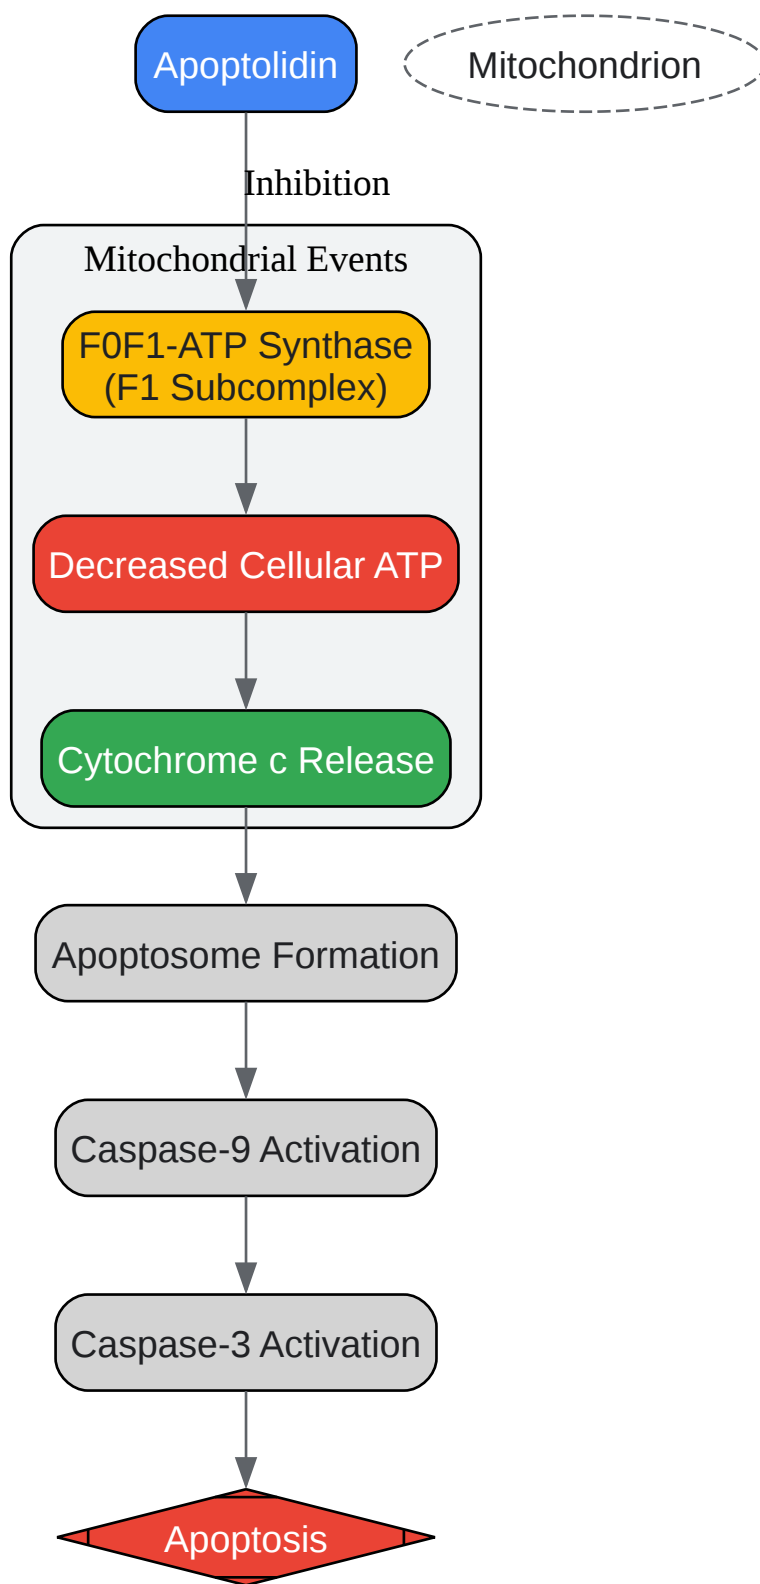 Apoptolidin
Mitochondrion
Inhibition
Mitochondrial Events
F0F1-ATP Synthase
(F1 Subcomplex)
Decreased Cellular ATP
Cytochrome c Release
Apoptosome Formation
Caspase-9 Activation
Caspase-3 Activation
Apoptosis